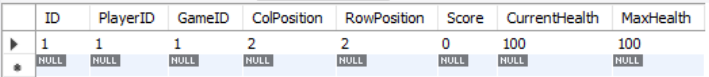 ID PlayerID GameID ColPosition RowPosition Score CurrentHealth MaxHealth
1 1 1 2 2 0 100 100
NULL NULL NULL NULL NULL NULL NULL NULL